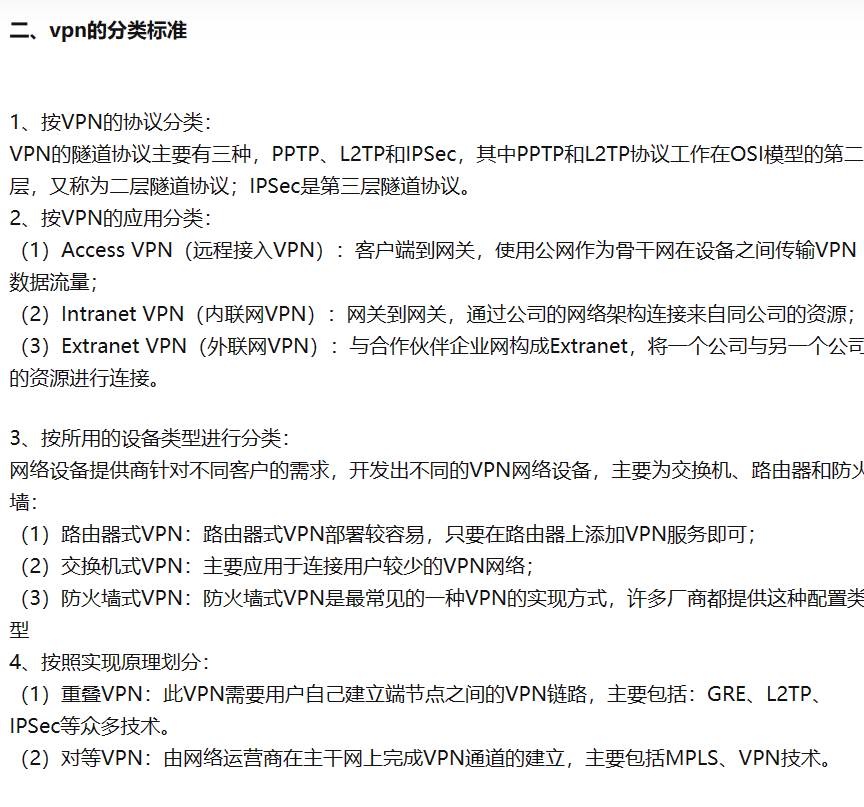 二、vpn的分类标准
1、按VPN的协议分类：
VPN的隧道协议主要有三种，PPTP、L2TP和IPSec，其中PPTP和L2TP协议工作在OSI模型的第二
层，又称为二层隧道协议；IPSec是第三层隧道协议。
2、按VPN的应用分类：
（1）Access VPN（远程接入VPN）：客户端到网关，使用公网作为骨干网在设备之间传输VPN
数据流量；
（2）Intranet VPN（内联网VPN）：网关到网关，通过公司的网络架构连接来自同公司的资源；
（3）Extranet VPN（外联网VPN）：与合作伙伴企业网构成Extranet，将一个公司与另一个公司
的资源进行连接。
3、按所用的设备类型进行分类：
网络设备提供商针对不同客户的需求，开发出不同的VPN网络设备，主要为交换机、路由器和防火
墙：
（1）路由器式VPN：路由器式VPN部署较容易，只要在路由器上添加VPN服务即可；
（2）交换机式VPN：主要应用于连接用户较少的VPN网络；
（3）防火墙式VPN：防火墙式VPN是最常见的一种VPN的实现方式，许多厂商都提供这种配置类
型
4、按照实现原理划分：
（1）重叠VPN：此VPN需要用户自己建立端节点之间的VPN链路，主要包括：GRE、L2TP、
IPSec等众多技术。
（2）对等VPN：由网络运营商在主干网上完成VPN通道的建立，主要包括MPLS、VPN技术。